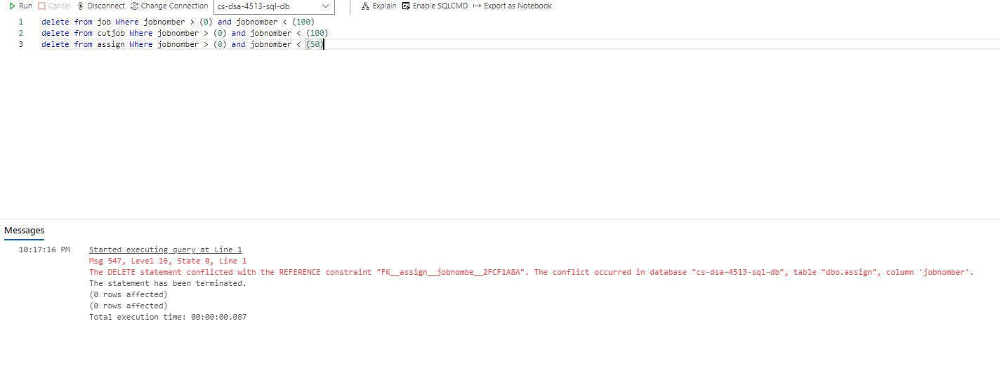 Run Cancel Disconnect Change Connection cs-dsa-4513-sql-db Explain Enable SQLCMD Export as Notebook
1 delete from job Where jobnomber > (0) and jobnomber < (100)
2 delete from cutjob Where jobnomber > (0) and jobnomber < (100)
3 delete from assign Where jobnomber > (0) and jobnomber < (50)
Messages
10:17:16 PM Started executing query at Line 1
Msg 547, Level 16, State 0, Line 1
The DELETE statement conflicted with the REFERENCE constraint "FK__assign__jobnombe__2FCF1A8A". The conflict occurred in database "cs-dsa-4513-sql-db", table "dbo.assign", column 'jobnomber'.
The statement has been terminated.
(0 rows affected)
(0 rows affected)
Total execution time: 00:00:00.087